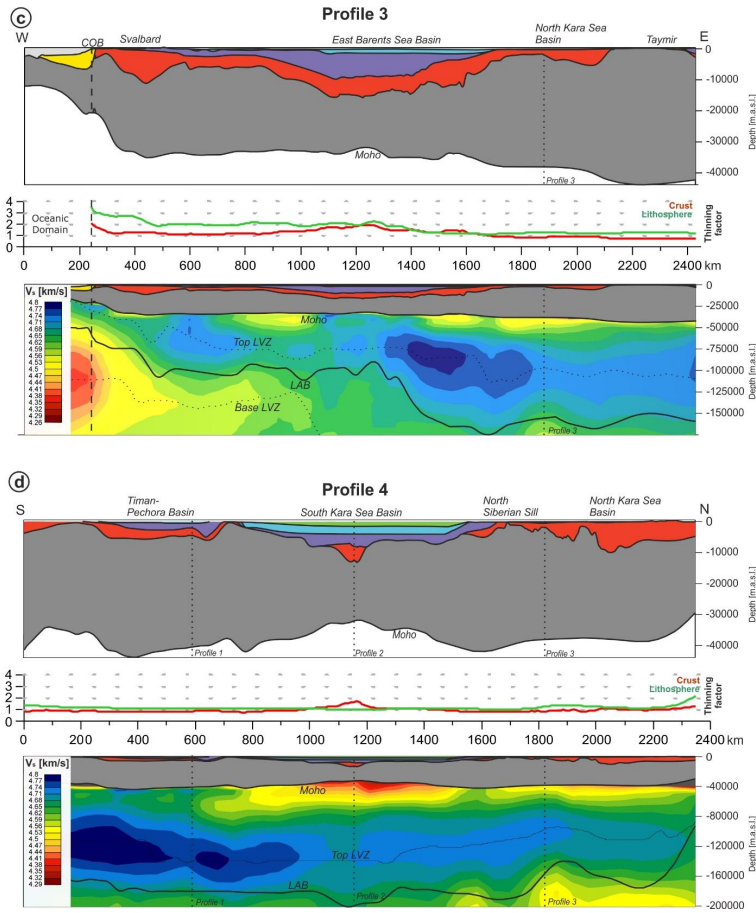 c
Profile 3
W
COB
Svalbard
East Barents Sea Basin
North Kara Sea
Basin
Taymir
E
0
-10000
-20000
-30000
-40000
Depth [m.a.s.l.]
Moho
Profile 3
4
3
2
1
0
Oceanic
Domain
Crust
Lithosphere
Thinning
factor
0 200 400 600 800 1000 1200 1400 1600 1800 2000 2200 2400 km
Vs [km/s]
4.8
4.77
4.74
4.71
4.68
4.65
4.62
4.59
4.56
4.53
4.5
4.47
4.44
4.41
4.38
4.35
4.32
4.29
4.26
Moho
Top LVZ
LAB
Base LVZ
Profile 3
0
-25000
-50000
-75000
-100000
-125000
-150000
Depth [m.a.s.l.]
d
Profile 4
S
Timan-
Pechora Basin
South Kara Sea Basin
North
Siberian Sill
North Kara Sea
Basin
N
0
-10000
-20000
-30000
-40000
Depth [m.a.s.l.]
Moho
Profile 1
Profile 2
Profile 3
4
3
2
1
0
Crust
Lithosphere
Thinning
factor
0 200 400 600 800 1000 1200 1400 1600 1800 2000 2200 2400
km
Vs [km/s]
4.8
4.77
4.74
4.71
4.68
4.65
4.62
4.59
4.56
4.53
4.5
4.47
4.44
4.41
4.38
4.35
4.32
4.29
Moho
Top LVZ
LAB
Profile 1
Profile 2
Profile 3
0
-40000
-80000
-120000
-160000
-200000
Depth [m.a.s.l.]